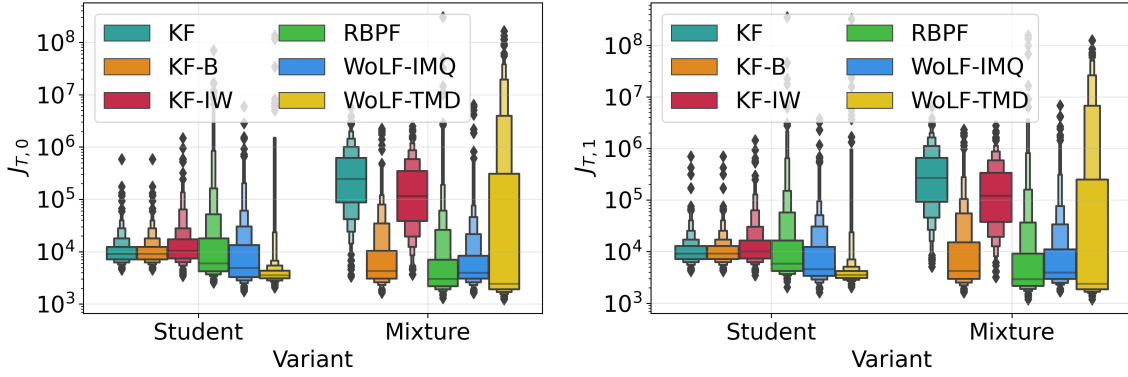 KF RBPF
KF-B WoLF-IMQ
KF-IW WoLF-TMD
10⁸
10⁷
10⁶
10⁵
10⁴
10³
J_{T,0}
Student Mixture
Variant
KF RBPF
KF-B WoLF-IMQ
KF-IW WoLF-TMD
10⁸
10⁷
10⁶
10⁵
10⁴
10³
J_{T,1}
Student Mixture
Variant